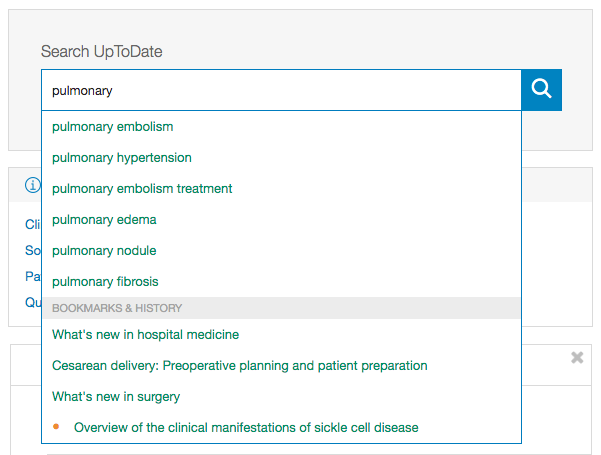 Search UpToDate
pulmonary
pulmonary embolism
pulmonary hypertension
pulmonary embolism treatment
pulmonary edema
pulmonary nodule
pulmonary fibrosis
Cli
So
Pa
Qu
BOOKMARKS & HISTORY
What's new in hospital medicine
Cesarean delivery: Preoperative planning and patient preparation
What's new in surgery
Overview of the clinical manifestations of sickle cell disease